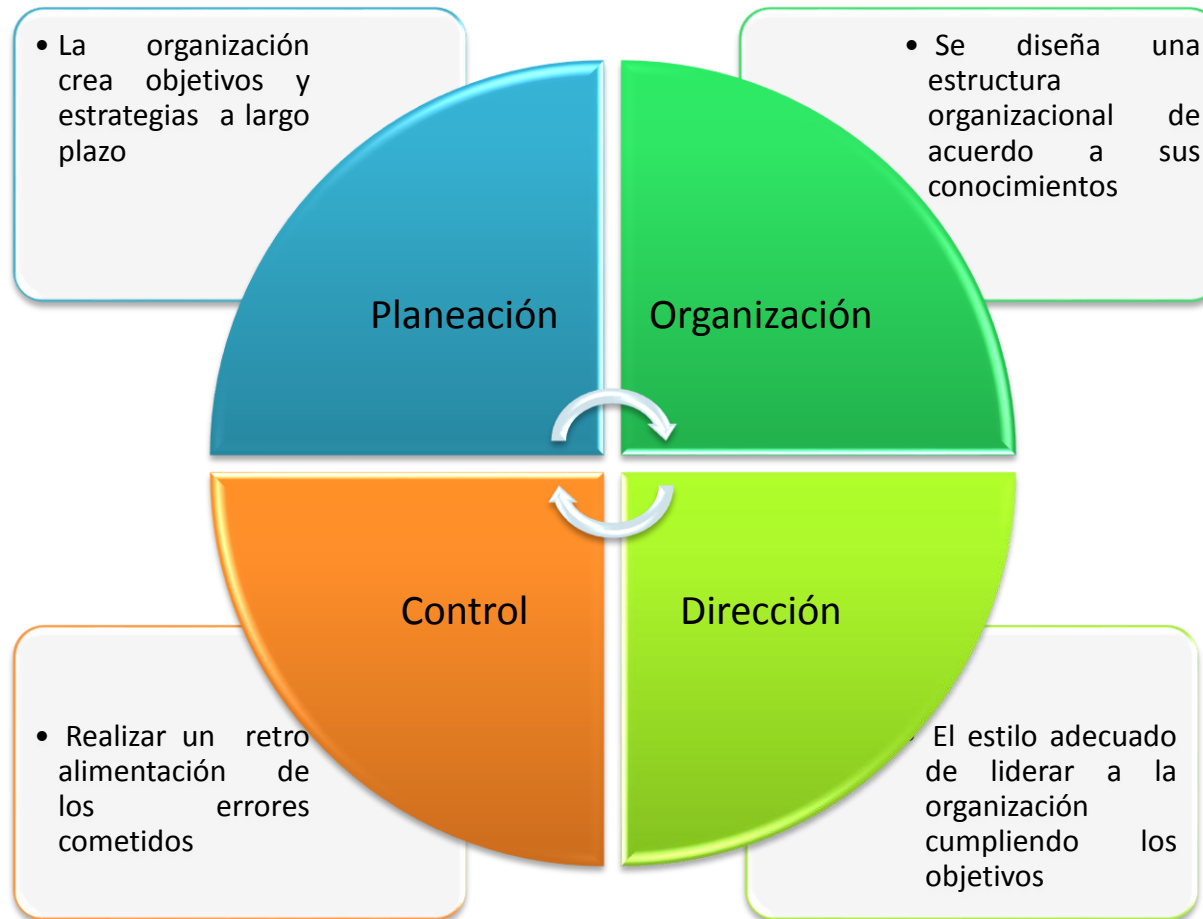 • La organización
crea objetivos y
estrategias a largo
plazo
• Se diseña una
estructura
organizacional de
acuerdo a sus
conocimientos
Planeación
Organización
Control
Dirección
• Realizar un retro
alimentación de
los errores
cometidos
• El estilo adecuado
de liderar a la
organización
cumpliendo los
objetivos